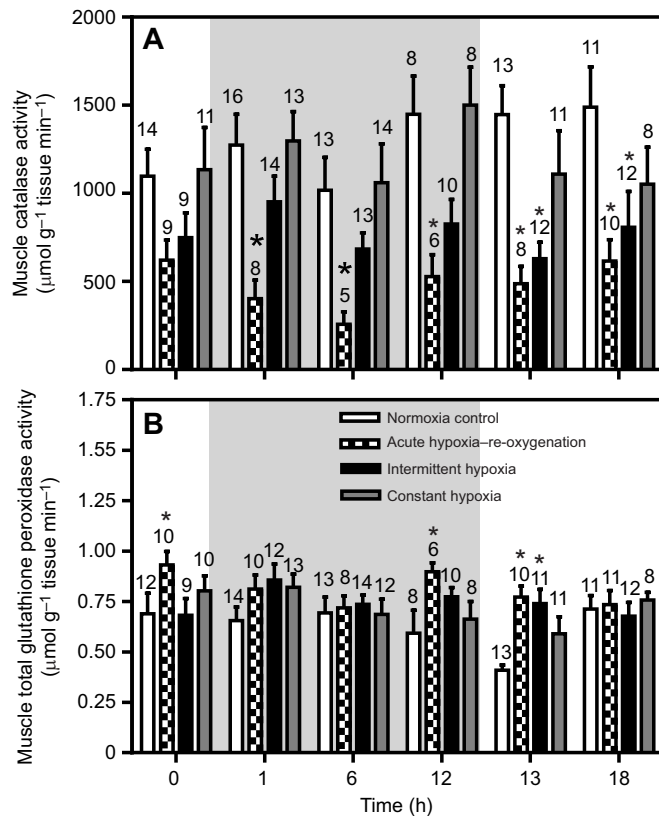 A
Muscle catalase activity
(μmol g–1 tissue min–1)
2000
1500
1000
500
0
14 9 9 11
16 * 8 14 13
13 * 5 13 14
8 * 6 10 8
13 * 8 * 12 11
11 * 10 * 12 8
B
Muscle total glutathione peroxidase activity
(μmol g–1 tissue min–1)
1.75
1.55
1.25
1.00
0.75
0.50
0.25
0
Normoxia control
Acute hypoxia–re-oxygenation
Intermittent hypoxia
Constant hypoxia
12 * 10 9 10
14 10 12 13
13 8 14 12
8 * 6 10 8
13 * 10 * 11 11
11 11 12 8
0 1 6 12 13 18
Time (h)